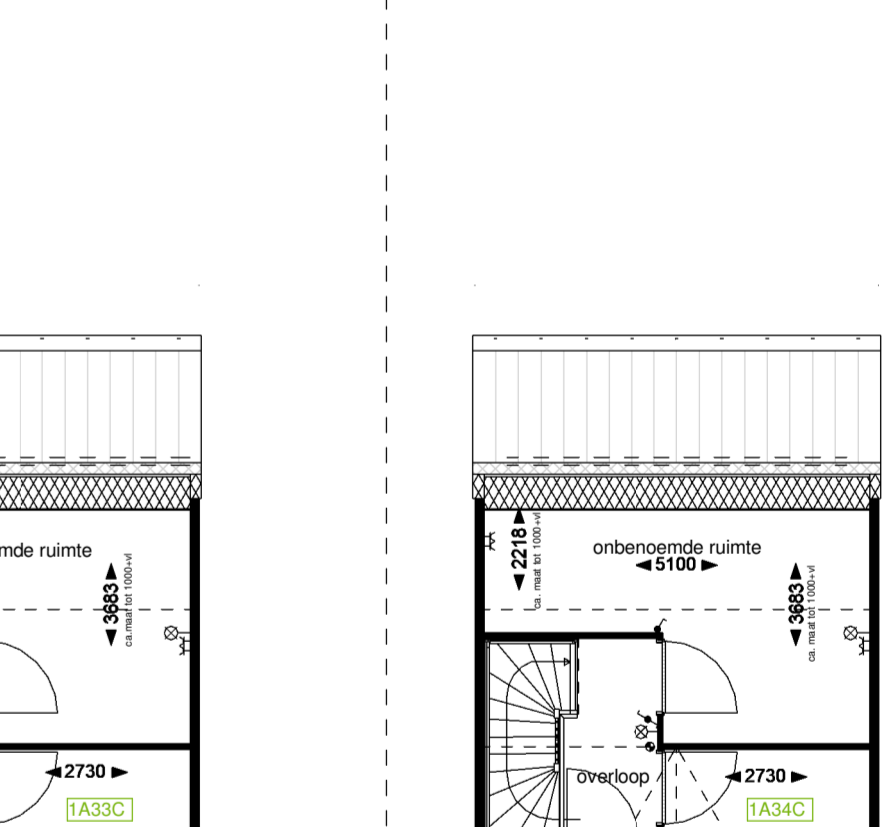 mde ruimte
3683
ca.maat tot 1000+vl
2730
1A33C
2218
ca. maat tot 1000+vl
onbenoemde ruimte
5100
3683
ca. maat tot 1000+vl
overloop
2730
1A34C